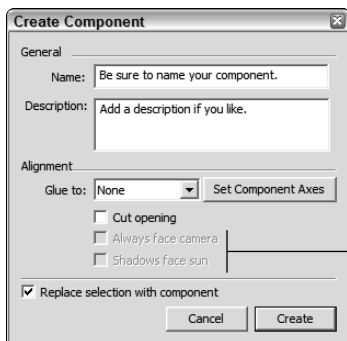 Create Component
General
Name: Be sure to name your component.
Description: Add a description if you like.
Alignment
Glue to: None Set Component Axes
Cut opening
Always face camera
Shadows face sun
Replace selection with component
Cancel Create